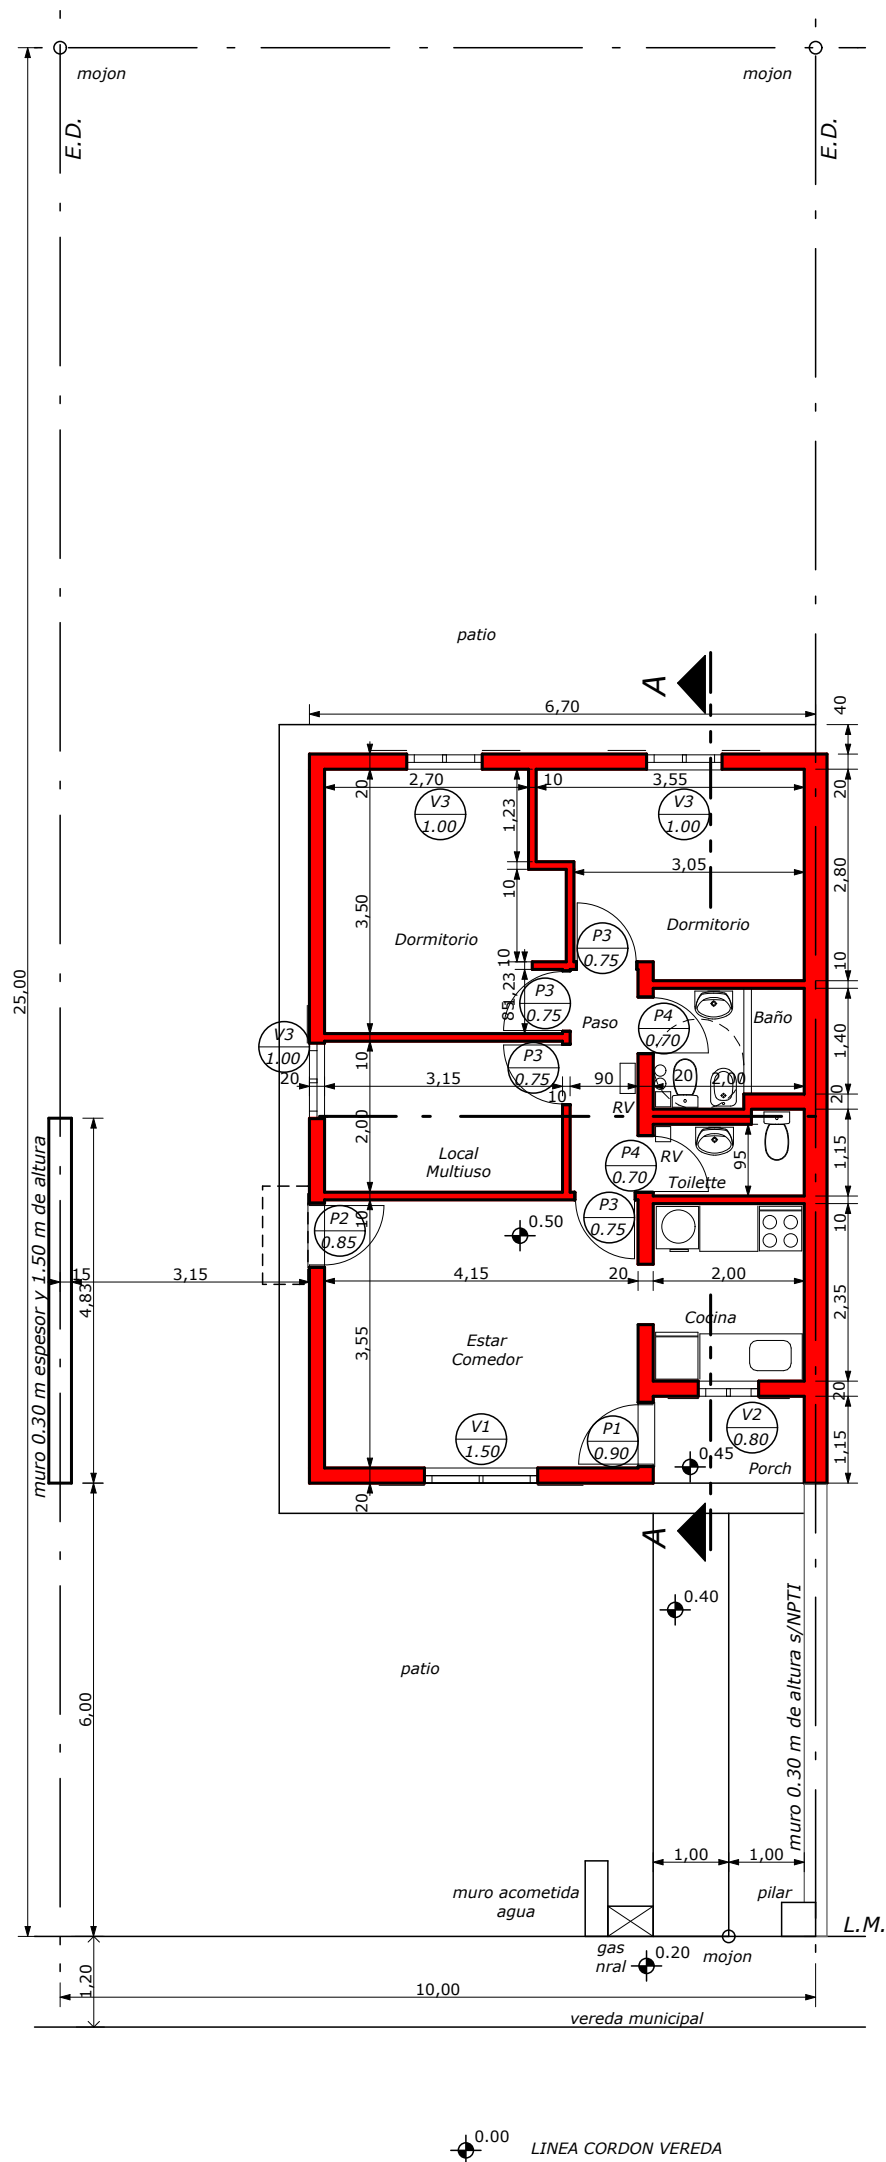 mojon
mojon
E.D.
E.D.
patio
A
6,70
40
20
2,70
10
3,55
20
V3
1.00
1,23
V3
1.00
3,05
2,80
10
3,50
Dormitorio
Dormitorio
P3
0.75
10
10
25,00
1,23
85
P3
0.75
Paso
P4
0.70
Baño
1,40
V3
1.00
10
P3
0.75
20
3,15
10
90
20
2,00
20
RV
2,00
Local
Multiuso
P4
0.70
RV
95
Toilette
1,15
muro 0.30 m espesor y 1.50 m de altura
P2
0.85
10
0.50
P3
0.75
10
15
3,15
4,83
4,15
20
2,00
2,35
Cocina
3,55
Estar
Comedor
20
V1
1.50
P1
0.90
V2
0.80
0.45
Porch
1,15
20
A
0.40
muro 0.30 m de altura s/NPTI
patio
6,00
1,00
1,00
muro acometida
agua
pilar
L.M.
gas
nral
0.20
mojon
1,20
10,00
vereda municipal
0.00
LINEA CORDON VEREDA